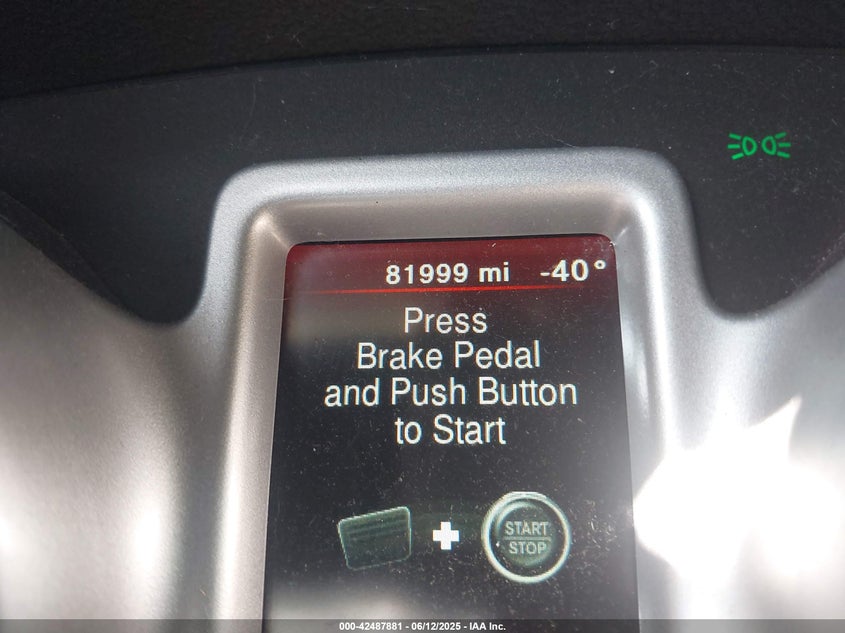 81999 mi -40°
Press
Brake Pedal
and Push Button
to Start
START
STOP
000-42487881 - 06/12/2025 - IAA Inc.